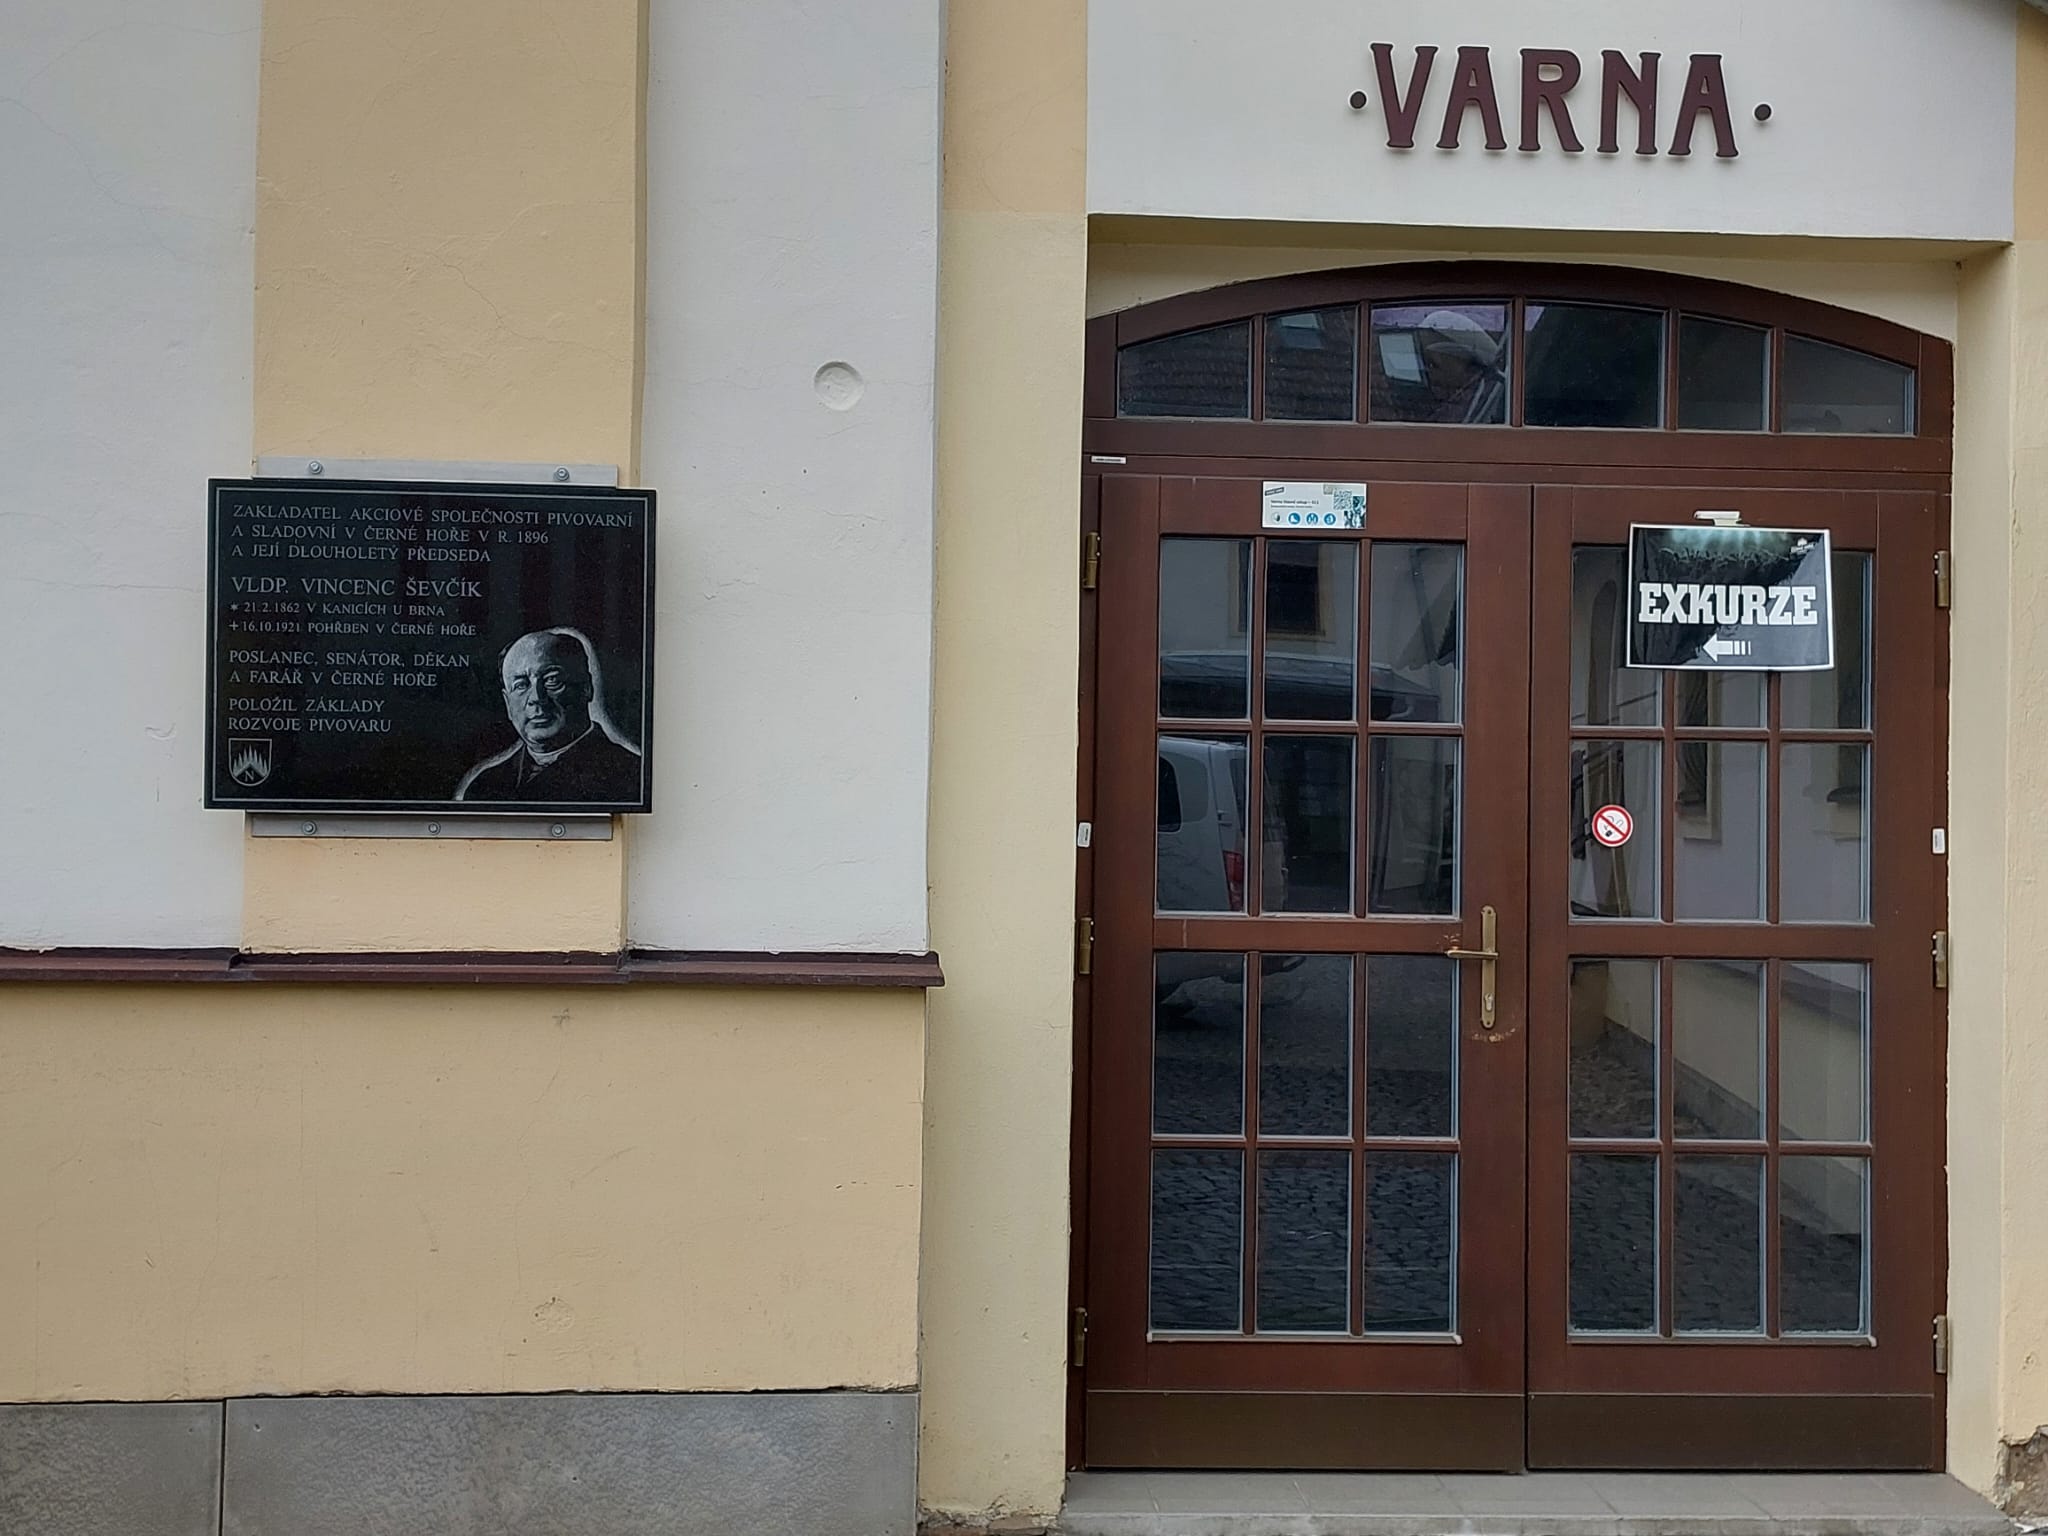 VARNA
ZAKLADATEL AKCIOVÉ SPOLEČNOSTI PIVOVARNÍ
A SLADOVNÍ V ČERNÉ HOŘE V R. 1896
A JEJÍ DLOUHOLETÝ PŘEDSEDA
VLDP. VINCENC ŠEVČÍK
* 21.2.1862 V KANICÍCH U BRNA
+ 16.10.1921 POHŘBEN V ČERNÉ HOŘE
POSLANEC, SENÁTOR, DĚKAN
A FARÁŘ V ČERNÉ HOŘE
POLOŽIL ZÁKLADY
ROZVOJE PIVOVARU
N
EXKURZE